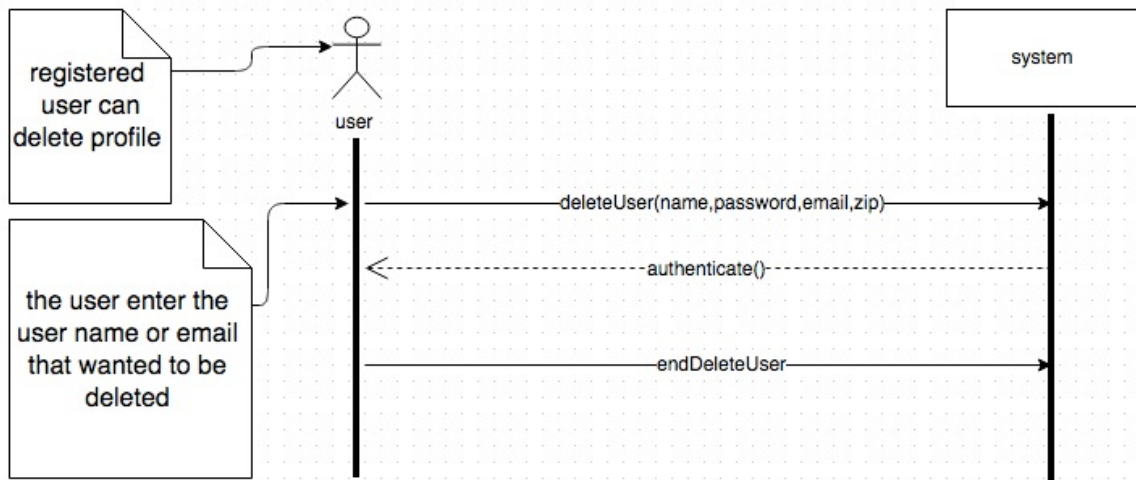 registered
user can
delete profile
user
system
deleteUser(name,password,email,zip)
the user enter the
user name or email
that wanted to be
deleted
authenticate()
endDeleteUser